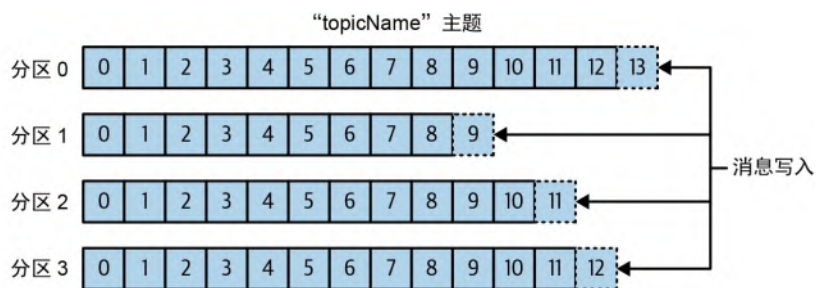 “topicName”主题
分区 0 0 1 2 3 4 5 6 7 8 9 10 11 12 13
分区 1 0 1 2 3 4 5 6 7 8 9
消息写入
分区 2 0 1 2 3 4 5 6 7 8 9 10 11
分区 3 0 1 2 3 4 5 6 7 8 9 10 11 12